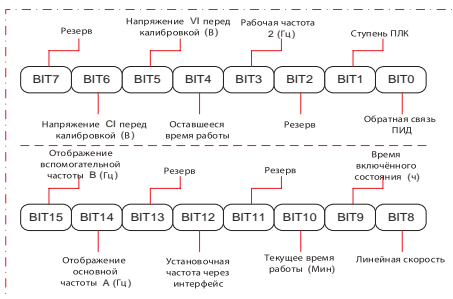 Резерв
Напряжение VI перед
калибровкой (В)
Рабочая частота
2 (Гц)
Ступень ПЛК
BIT7 BIT6 BIT5 BIT4 BIT3 BIT2 BIT1 BIT0
Напряжение CI перед
калибровкой (В)
Оставшееся
время работы
Резерв
Обратная связь
ПИД
Отображение
вспомогательной
частоты B (Гц)
Резерв
Резерв
Время
включённого
состояния (ч)
BIT15 BIT14 BIT13 BIT12 BIT11 BIT10 BIT9 BIT8
Отображение
основной
частоты A (Гц)
Установочная
частота через
интерфейс
Текущее время
работы (Мин)
Линейная скорость